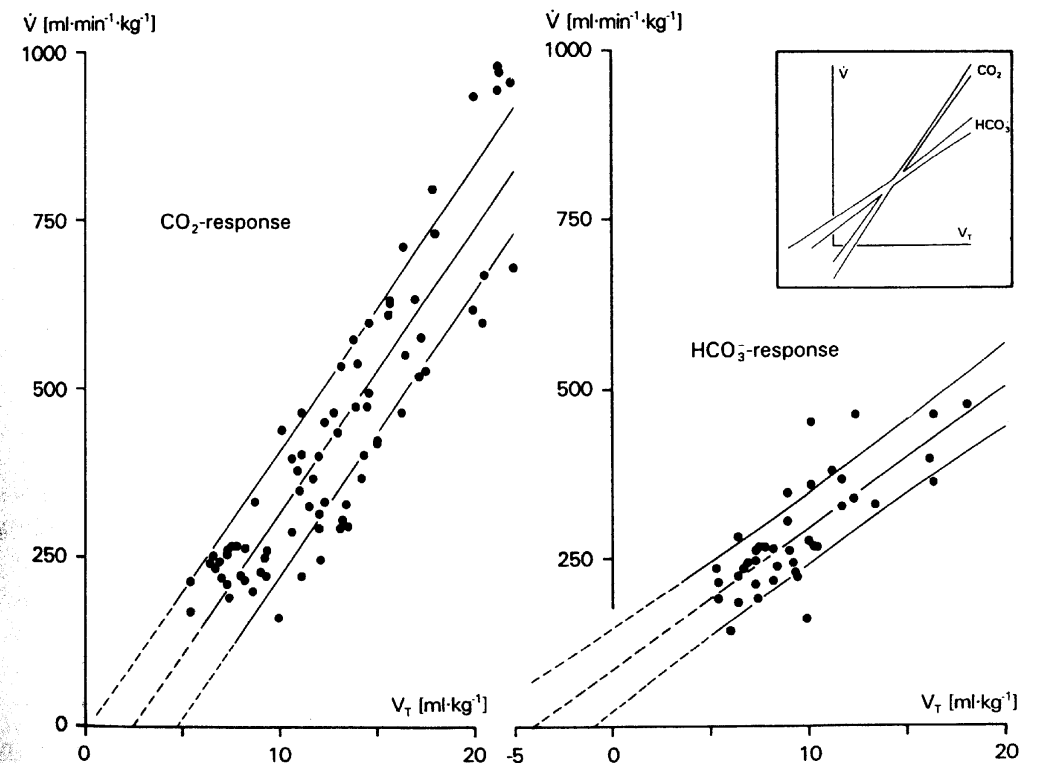 V̇ [ml·min⁻¹·kg⁻¹]
1000
750
500
250
0
CO₂-response
V_T [ml·kg⁻¹]
0
10
20
V̇ [ml·min⁻¹·kg⁻¹]
1000
750
500
250
V̇
CO₂
HCO₃⁻
V_T
HCO₃⁻-response
V_T [ml·kg⁻¹]
-5
0
10
20